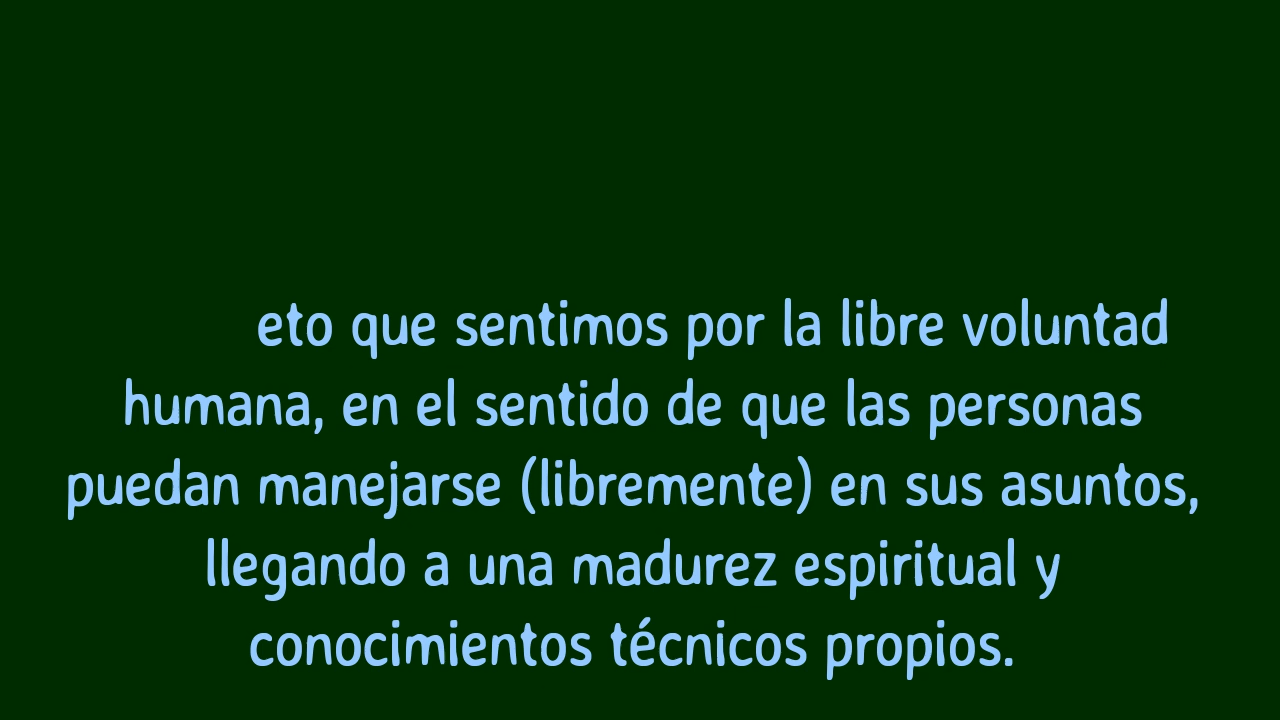 eto que sentimos por la libre voluntad
humana, en el sentido de que las personas
puedan manejarse (libremente) en sus asuntos,
llegando a una madurez espiritual y
conocimientos técnicos propios.